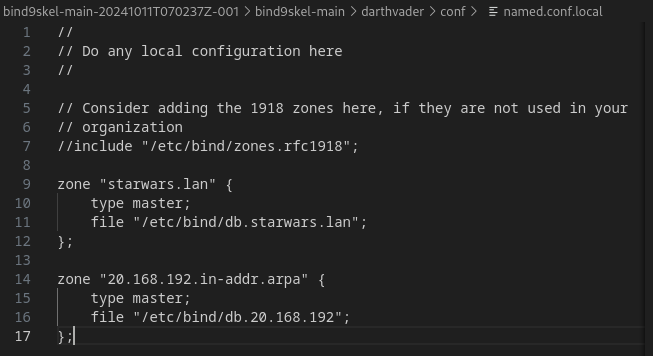 bind9skel-main-20241011T070237Z-001 > bind9skel-main > darthvader > conf > named.conf.local
1 //
2 // Do any local configuration here
3 //
4
5 // Consider adding the 1918 zones here, if they are not used in your
6 // organization
7 //include "/etc/bind/zones.rfc1918";
8
9 zone "starwars.lan" {
10     type master;
11     file "/etc/bind/db.starwars.lan";
12 };
13
14 zone "20.168.192.in-addr.arpa" {
15     type master;
16     file "/etc/bind/db.20.168.192";
17 };